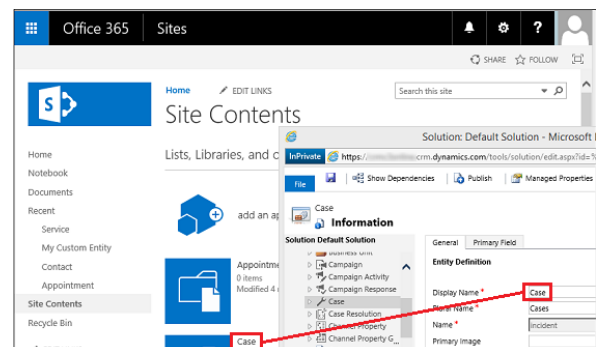 Office 365
Sites
?
SHARE
FOLLOW
S
Home
EDIT LINKS
Search this site
Site Contents
Home
Notebook
Documents
Recent
Service
My Custom Entity
Contact
Appointment
Site Contents
Recycle Bin
Lists, Libraries, and
add an
0 items
Modified 4
Case
Solution: Default Solution - Microsoft
InPrivate
https://
crm.dynamics.com/tools/solution/edit.aspx?id=%
File
Show Dependencies
Publish
Managed Properties
Case
Information
Solution Default Solution
Business Unit
Campaign
Campaign Activity
Campaign Response
Case
Case Resolution
Channel Property
Channel Property G...
General
Primary Field
Entity Definition
Display Name *
Case
Plural Name *
Cases
Name *
incident
Primary Image